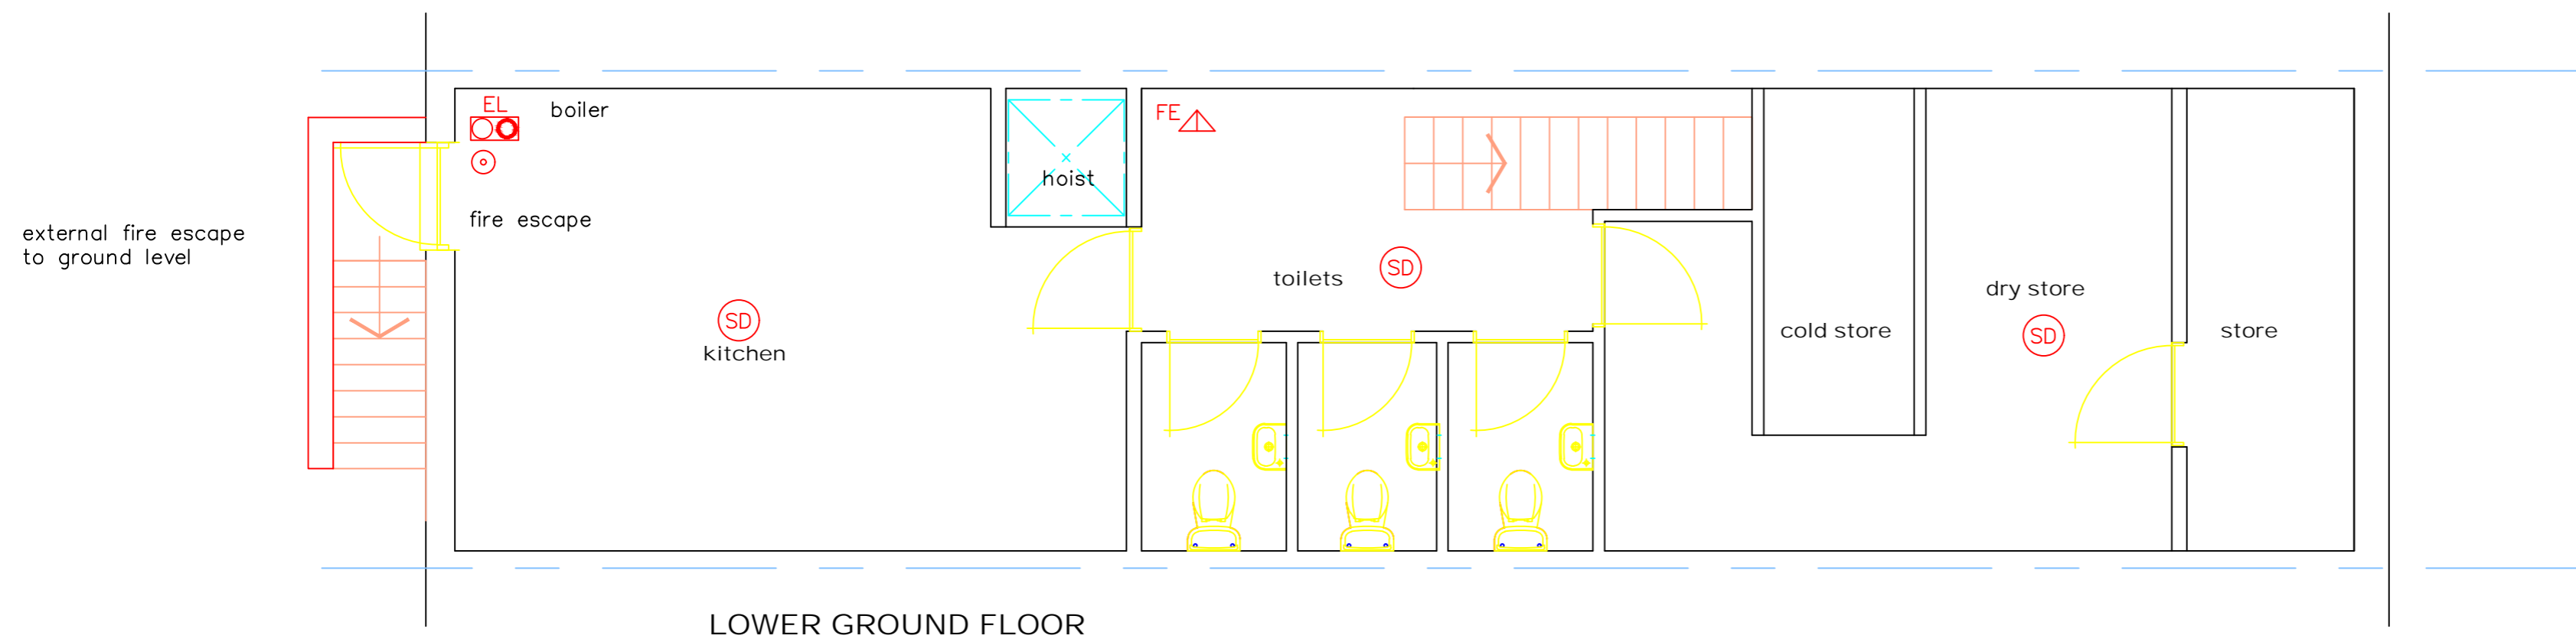 EL
boiler
FE
hoist
fire escape
external fire escape
to ground level
toilets
SD
dry store
SD
kitchen
cold store
SD
store
LOWER GROUND FLOOR